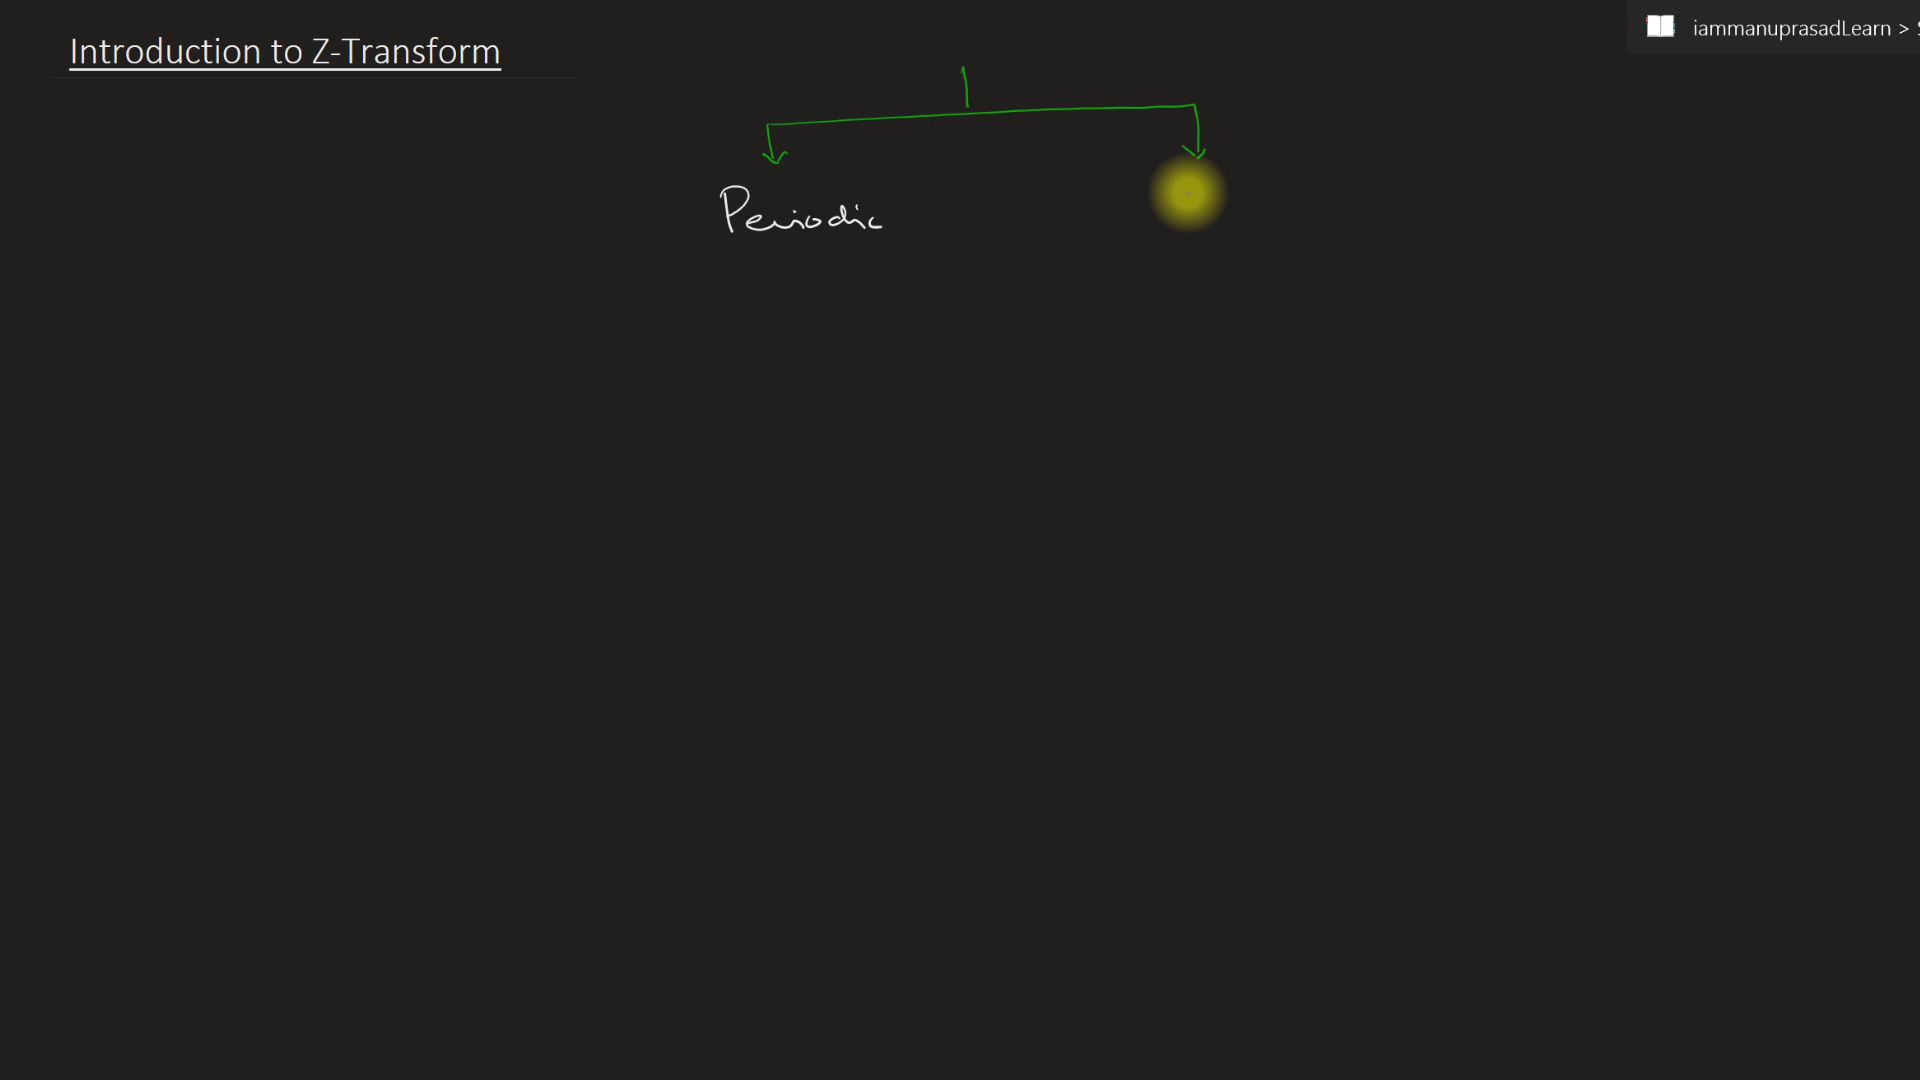 Introduction to Z-Transform
iammanuprasadLearn >
Periodic